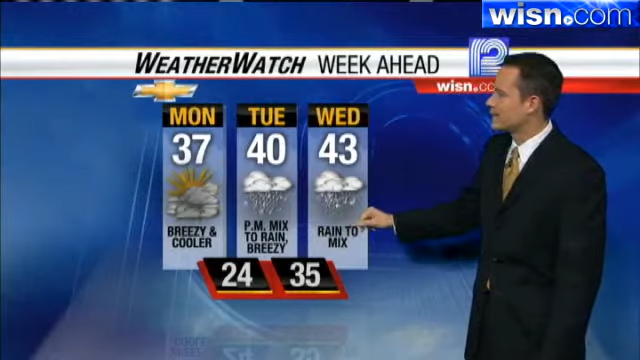 wisn.com
WEATHERWATCH WEEK AHEAD
12
wisn.cc
MON TUE WED
37 40 43
BREEZY &
COOLER
P.M. MIX
TO RAIN,
BREEZY
RAIN TO
MIX
24 35